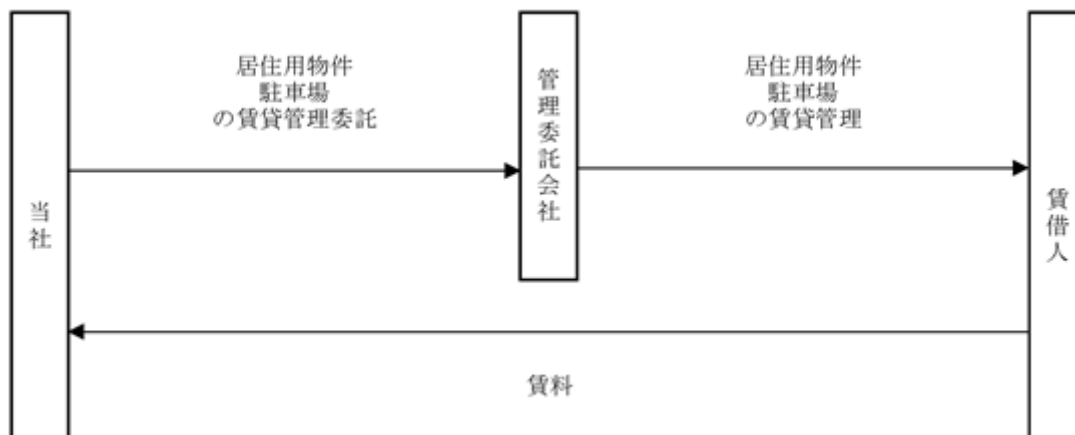 居住用物件
駐車場
の賃貸管理委託
管理委託会社
居住用物件
駐車場
の賃貸管理
当社
賃借人
賃料